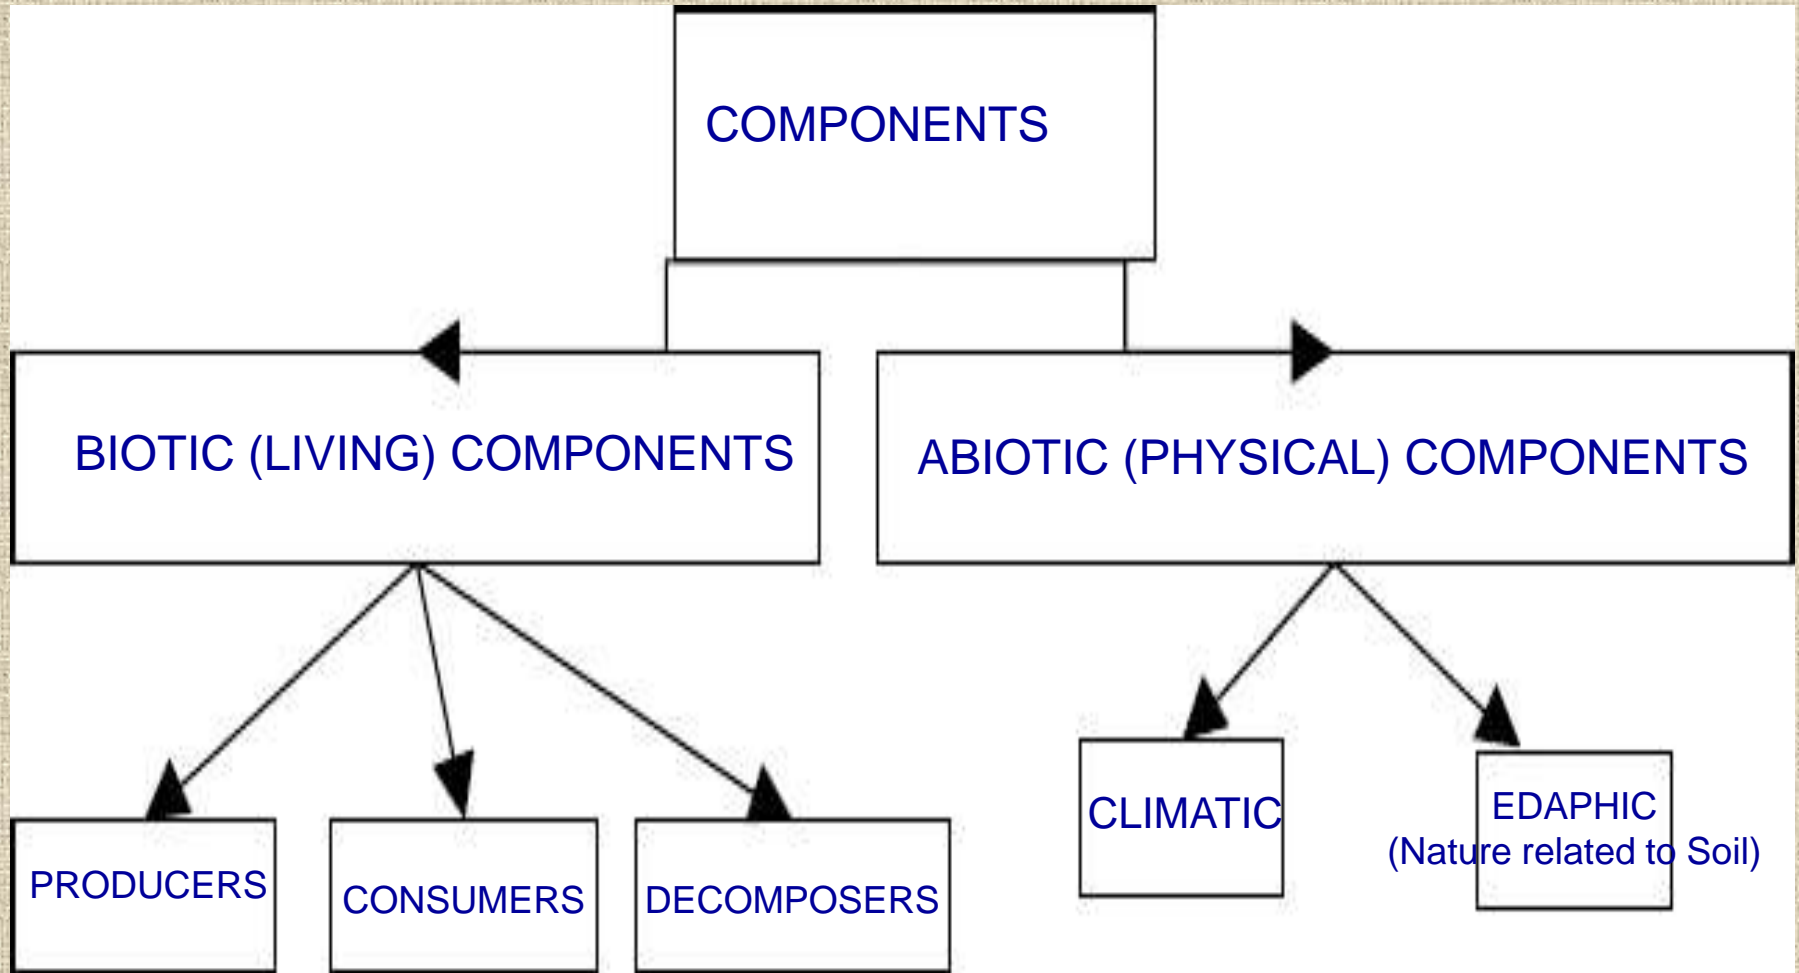 COMPONENTS
BIOTIC (LIVING) COMPONENTS
ABIOTIC (PHYSICAL) COMPONENTS
PRODUCERS
CONSUMERS
DECOMPOSERS
CLIMATIC
EDAPHIC
(Nature related to Soil)